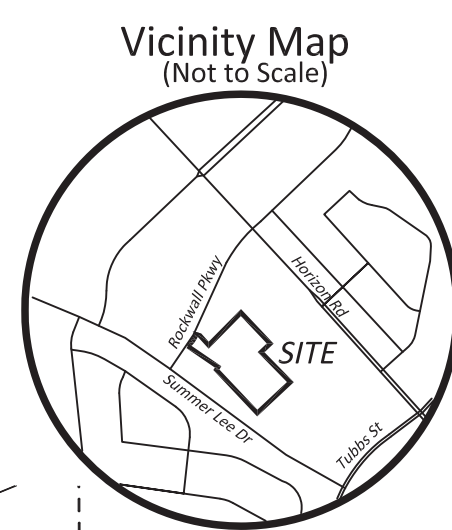 Vicinity Map
(Not to Scale)
Rockwall Pkwy
Horizon Rd
SITE
Summer Lee Dr
Tubbs St